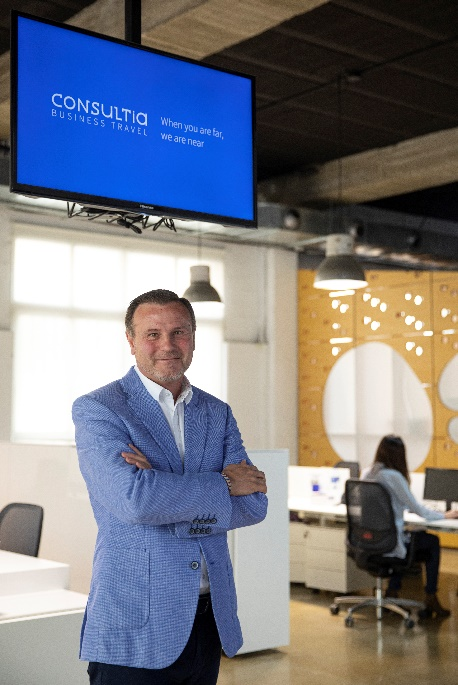 CONSULTIA
BUSINESS TRAVEL
When you are far,
we are near